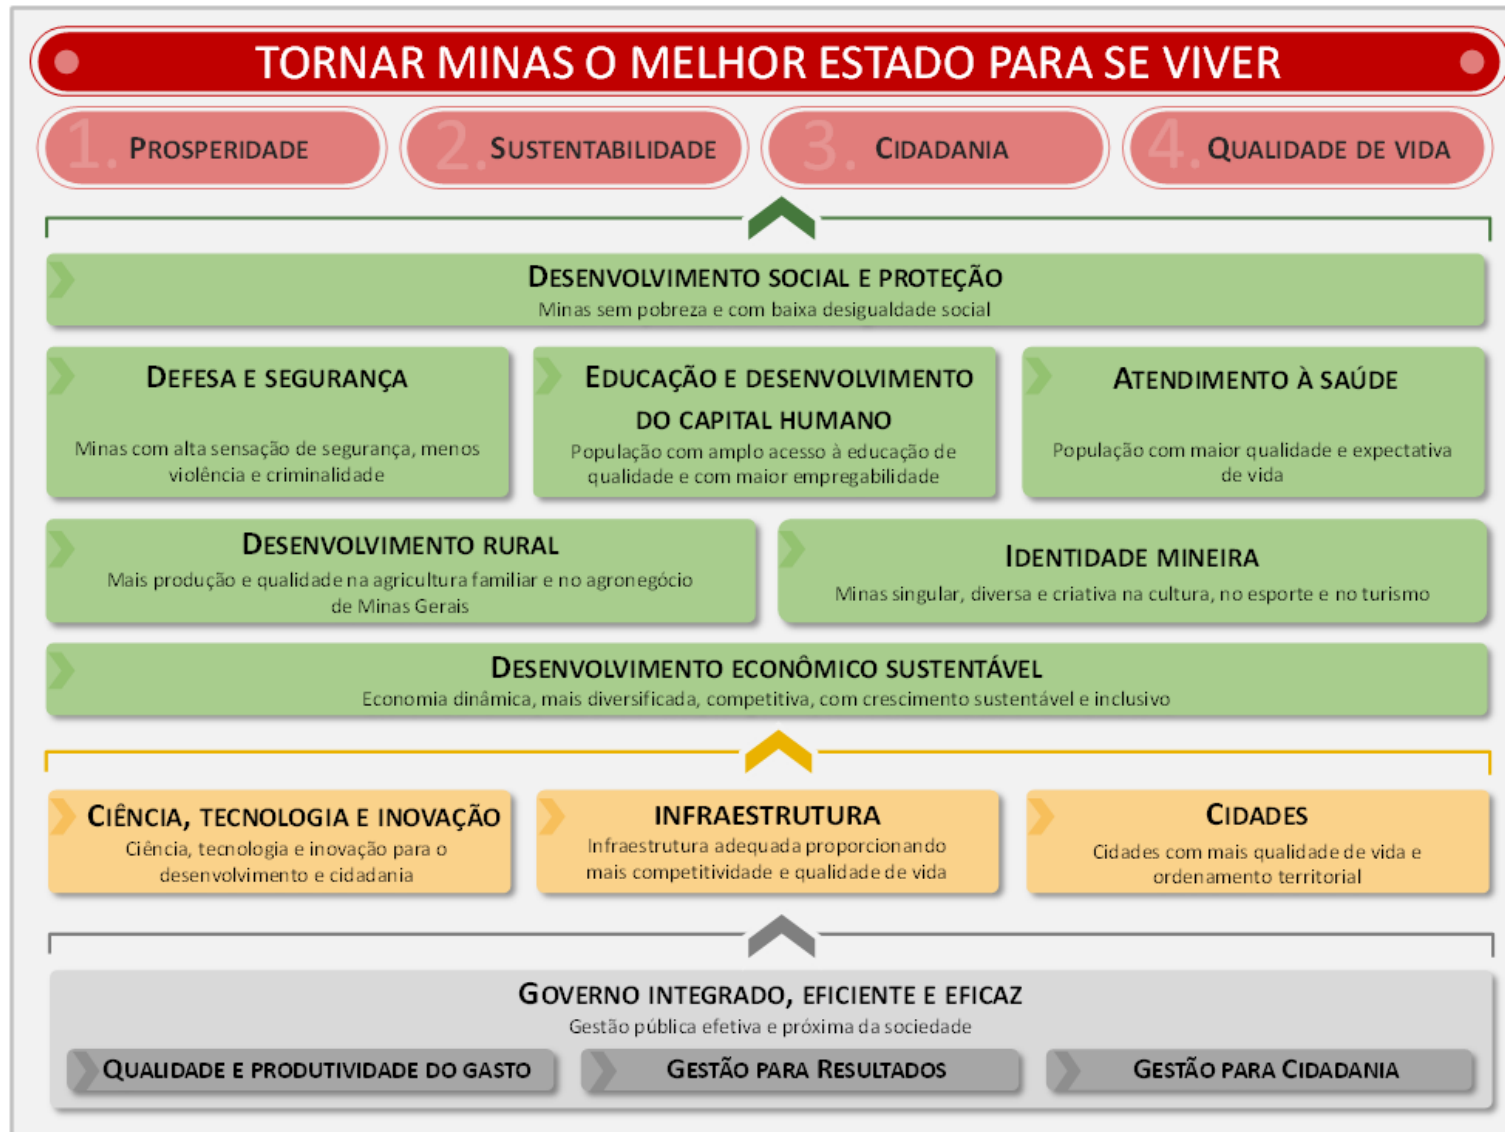 TORNAR MINAS O MELHOR ESTADO PARA SE VIVER
1. PROSPERIDADE
2. SUSTENTABILIDADE
3. CIDADANIA
4. QUALIDADE DE VIDA
DESENVOLVIMENTO SOCIAL E PROTEÇÃO
Minas sem pobreza e com baixa desigualdade social
DEFESA E SEGURANÇA
Minas com alta sensação de segurança, menos
violência e criminalidade
EDUCAÇÃO E DESENVOLVIMENTO
DO CAPITAL HUMANO
População com amplo acesso à educação de
qualidade e com maior empregabilidade
ATENDIMENTO À SAÚDE
População com maior qualidade e expectativa
de vida
DESENVOLVIMENTO RURAL
Mais produção e qualidade na agricultura familiar e no agronegócio
de Minas Gerais
IDENTIDADE MINEIRA
Minas singular, diversa e criativa na cultura, no esporte e no turismo
DESENVOLVIMENTO ECONÔMICO SUSTENTÁVEL
Economia dinâmica, mais diversificada, competitiva, com crescimento sustentável e inclusivo
CIÊNCIA, TECNOLOGIA E INOVAÇÃO
Ciência, tecnologia e inovação para o
desenvolvimento e cidadania
INFRAESTRUTURA
Infraestrutura adequada proporcionando
mais competitividade e qualidade de vida
CIDADES
Cidades com mais qualidade de vida e
ordenamento territorial
GOVERNO INTEGRADO, EFICIENTE E EFICAZ
Gestão pública efetiva e próxima da sociedade
QUALIDADE E PRODUTIVIDADE DO GASTO
GESTÃO PARA RESULTADOS
GESTÃO PARA CIDADANIA